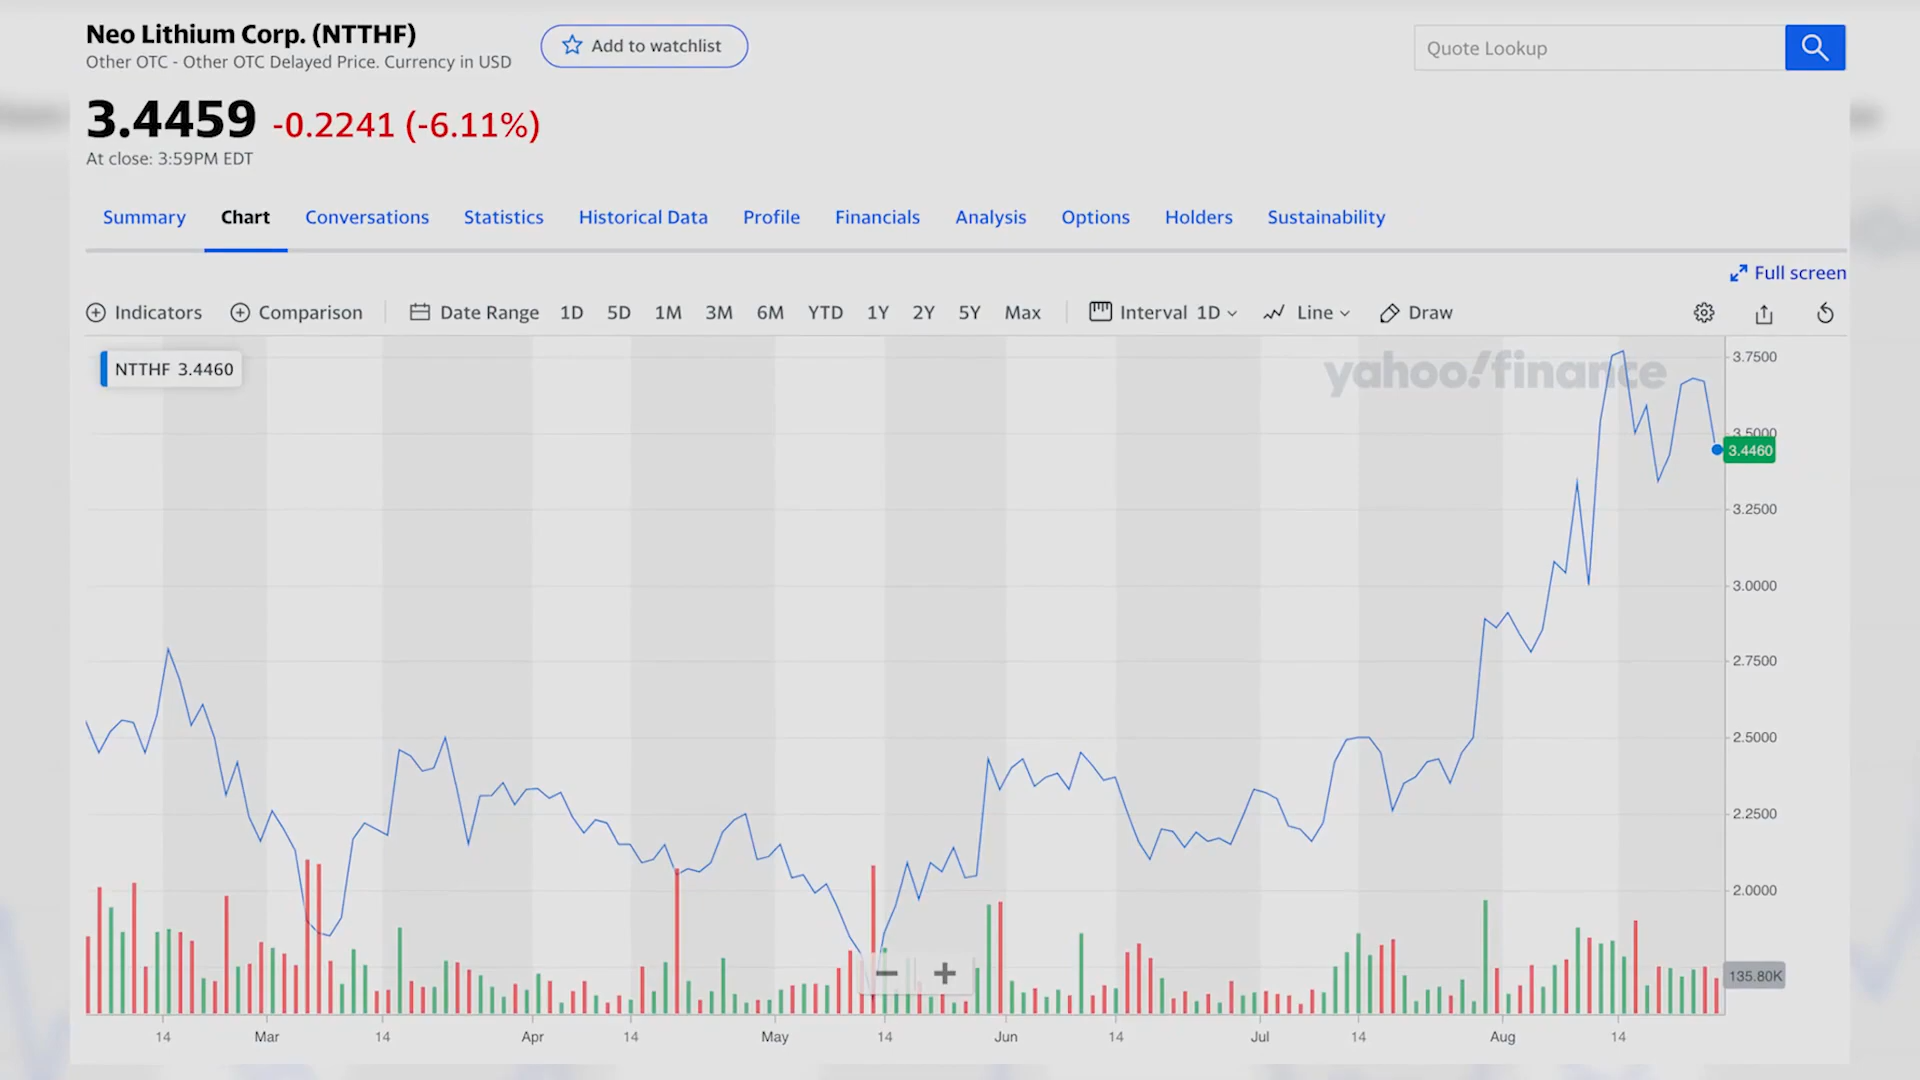 Neo Lithium Corp. (NTTHF)
Add to watchlist
Quote Lookup
Other OTC - Other OTC Delayed Price. Currency in USD
3.4459 -0.2241 (-6.11%)
At close: 3:59PM EDT
Summary Chart Conversations Statistics Historical Data Profile Financials Analysis Options Holders Sustainability
Full screen
Indicators Comparison Date Range 1D 5D 1M 3M 6M YTD 1Y 2Y 5Y Max Interval 1D Line Draw
NTTHF 3.4460
yahoo!finance
3.7500
3.5000
3.4460
3.2500
3.0000
2.7500
2.5000
2.2500
2.0000
135.80K
14 Mar 14 Apr 14 May 14 Jun 14 Jul 14 Aug 14